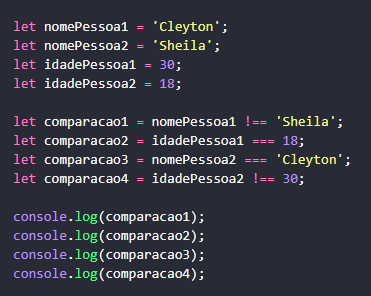 let nomePessoa1 = 'Cleyton';
let nomePessoa2 = 'Sheila';
let idadePessoa1 = 30;
let idadePessoa2 = 18;

let comparacao1 = nomePessoa1 !== 'Sheila';
let comparacao2 = idadePessoa1 === 18;
let comparacao3 = nomePessoa2 === 'Cleyton';
let comparacao4 = idadePessoa2 !== 30;

console.log(comparacao1);
console.log(comparacao2);
console.log(comparacao3);
console.log(comparacao4);